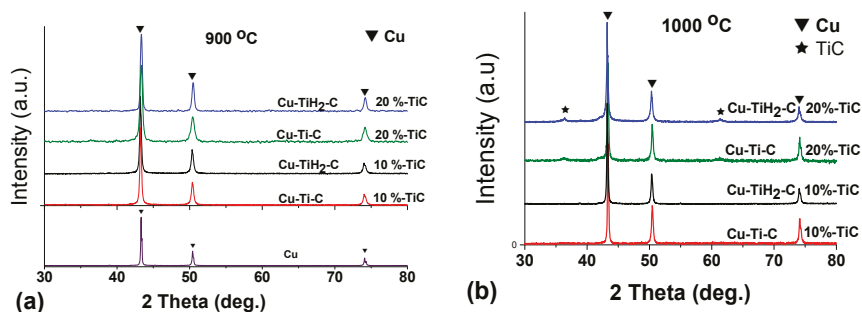 900 °C
▼ Cu
Intensity (a.u.)
Cu-TiH2-C 20 %-TiC
Cu-Ti-C 20 %-TiC
Cu-TiH2-C 10 %-TiC
Cu-Ti-C 10 %-TiC
Cu
30 40 50 60 70 80
2 Theta (deg.)
(a)
1000 °C
▼ Cu
★ TiC
Intensity (a.u)
Cu-TiH2-C 20%-TiC
Cu-Ti-C 20%-TiC
Cu-TiH2-C 10%-TiC
Cu-Ti-C 10%-TiC
0
30 40 50 60 70 80
2 Theta (deg.)
(b)